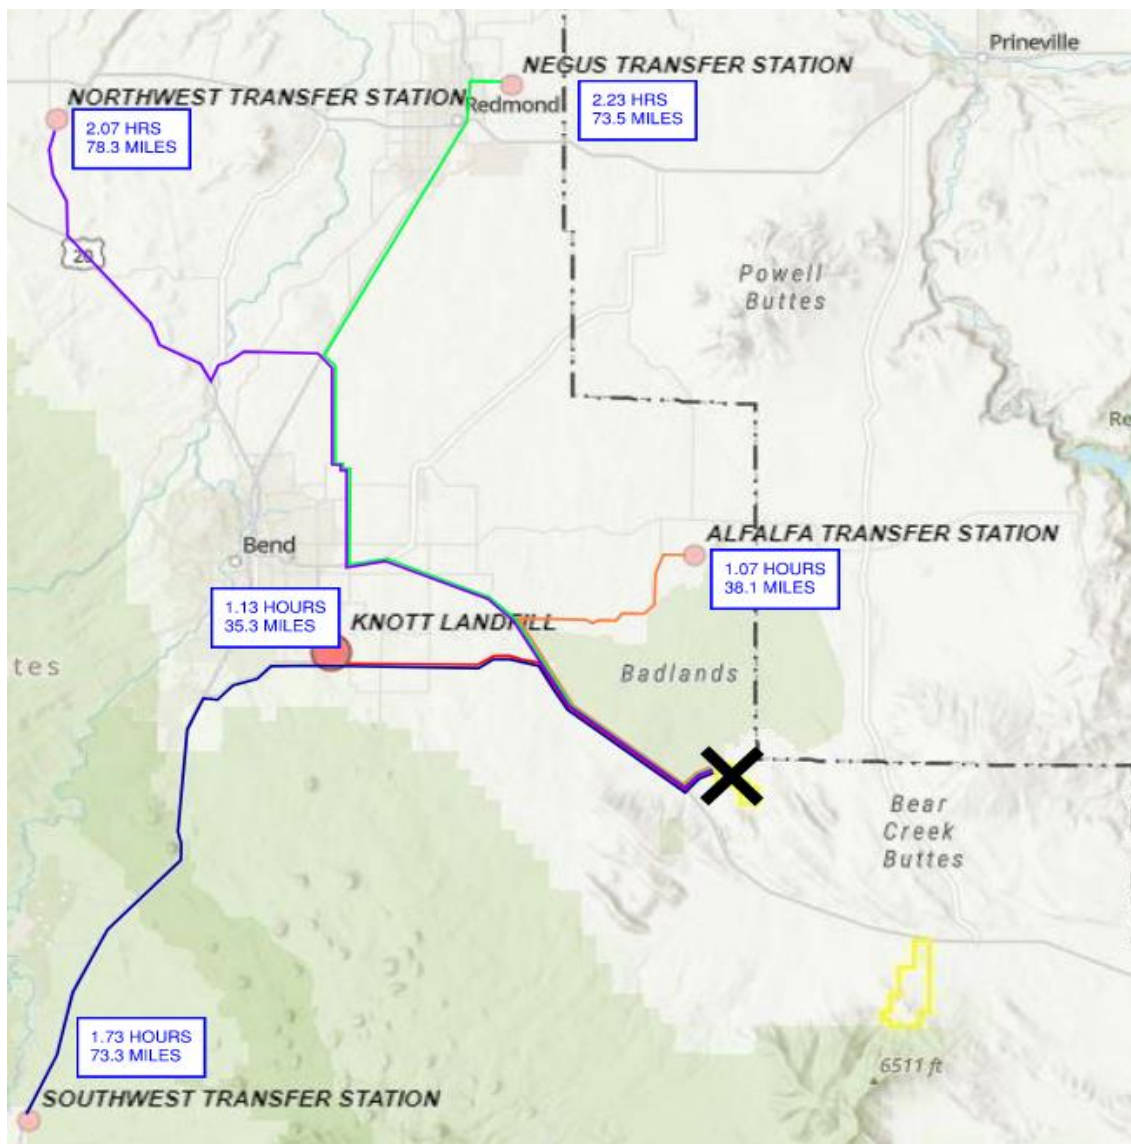 Prineville
NEGUS TRANSFER STATION
2.23 HRS
73.5 MILES
NORTHWEST TRANSFER STATION
Redmond
2.07 HRS
78.3 MILES
20
Powell
Buttes
Re
ALFALFA TRANSFER STATION
1.07 HOURS
38.1 MILES
Bend
1.13 HOURS
35.3 MILES
KNOTT LANDFILL
ttes
Badlands
Bear
Creek
Buttes
1.73 HOURS
73.3 MILES
6511 ft
SOUTHWEST TRANSFER STATION